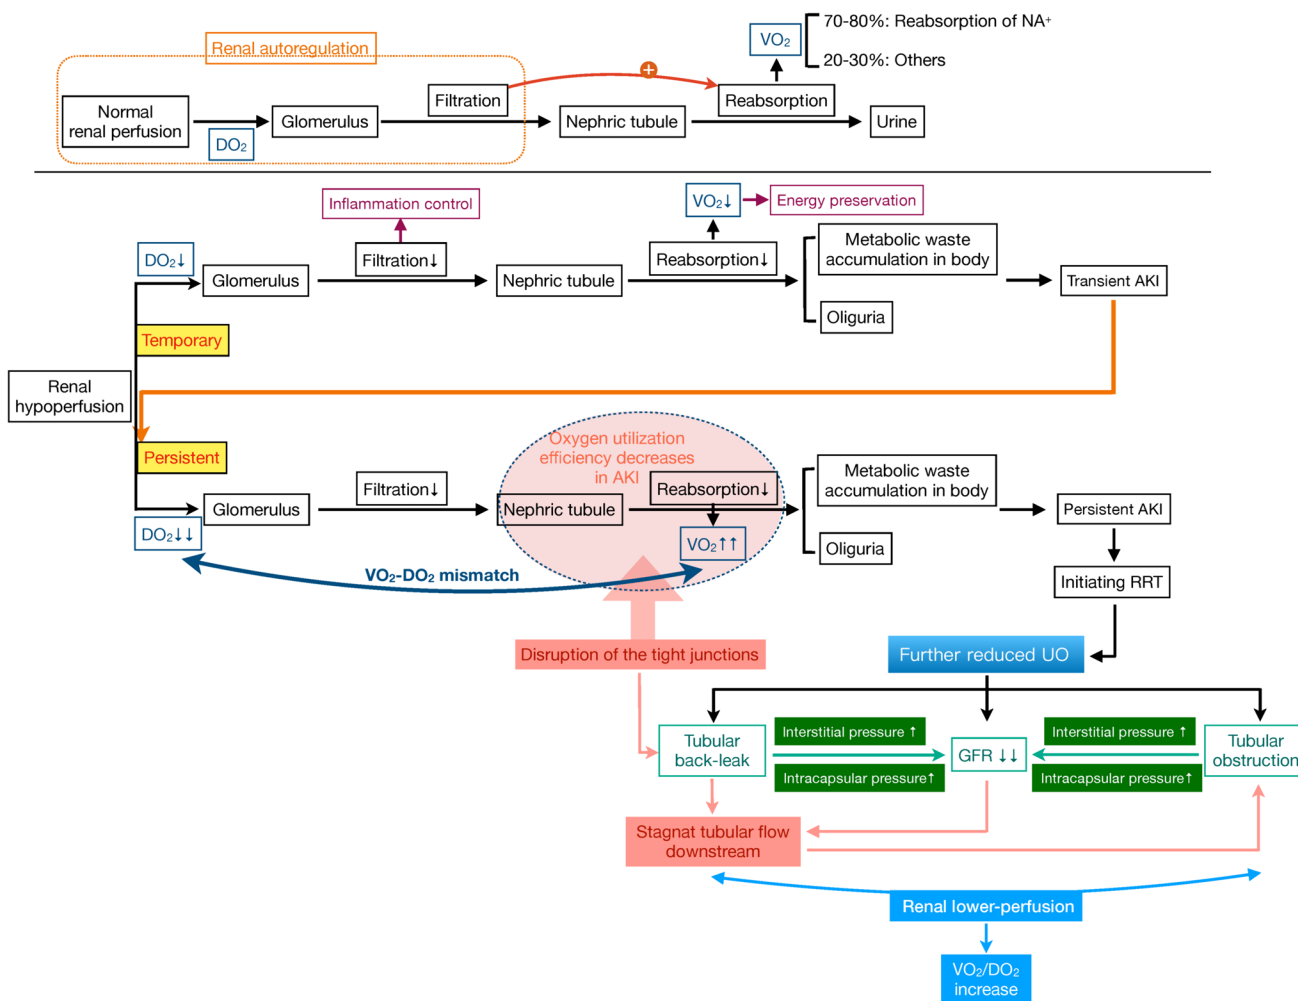 70-80%: Reabsorption of NA⁺
Renal autoregulation
VO₂
20-30%: Others
Filtration
+
Reabsorption
Normal
renal perfusion
Glomerulus
Nephric tubule
Urine
DO₂
Inflammation control
VO₂↓
Energy preservation
DO₂↓
Filtration↓
Reabsorption↓
Metabolic waste
accumulation in body
Glomerulus
Nephric tubule
Transient AKI
Oliguria
Temporary
Renal
hypoperfusion
Persistent
Oxygen utilization
efficiency decreases
in AKI
Filtration↓
Reabsorption↓
Metabolic waste
accumulation in body
Glomerulus
Nephric tubule
Persistent AKI
DO₂↓↓
VO₂↑↑
Oliguria
VO₂-DO₂ mismatch
Initiating RRT
Disruption of the tight junctions
Further reduced UO
Tubular
back-leak
Interstitial pressure ↑
Intracapsular pressure↑
GFR ↓↓
Interstitial pressure ↑
Intracapsular pressure↑
Tubular
obstruction
Stagnat tubular flow
downstream
Renal lower-perfusion
VO₂/DO₂
increase